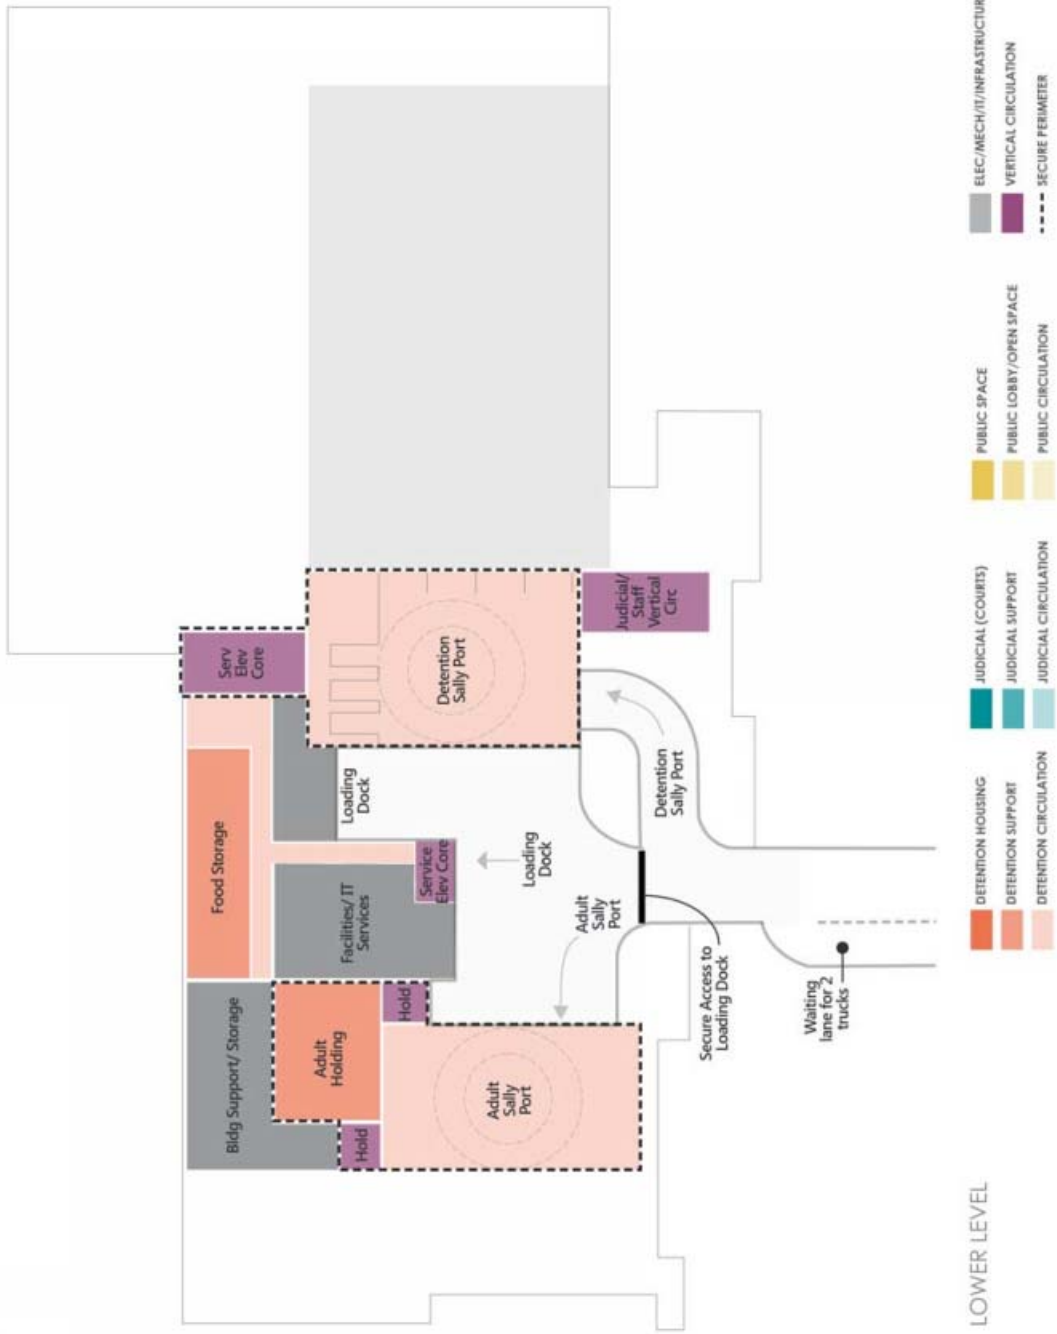 Bldg Support/ Storage
Food Storage
Serv
Elev
Core
Hold
Adult
Holding
Hold
Facilities/ IT
Services
Service
Elev Core
Loading
Dock
Detention
Sally Port
Adult
Sally
Port
Adult
Sally
Port
Loading
Dock
Judicial/
Staff
Vertical
Circ
Detention
Sally Port
Secure Access to
Loading Dock
Waiting
lane for 2
trucks
LOWER LEVEL
DETENTION HOUSING
DETENTION SUPPORT
DETENTION CIRCULATION
JUDICIAL (COURTS)
JUDICIAL SUPPORT
JUDICIAL CIRCULATION
PUBLIC SPACE
PUBLIC LOBBY/OPEN SPACE
PUBLIC CIRCULATION
ELEC/MECH/IT/INFRASTRUCTUR
VERTICAL CIRCULATION
SECURE PERIMETER